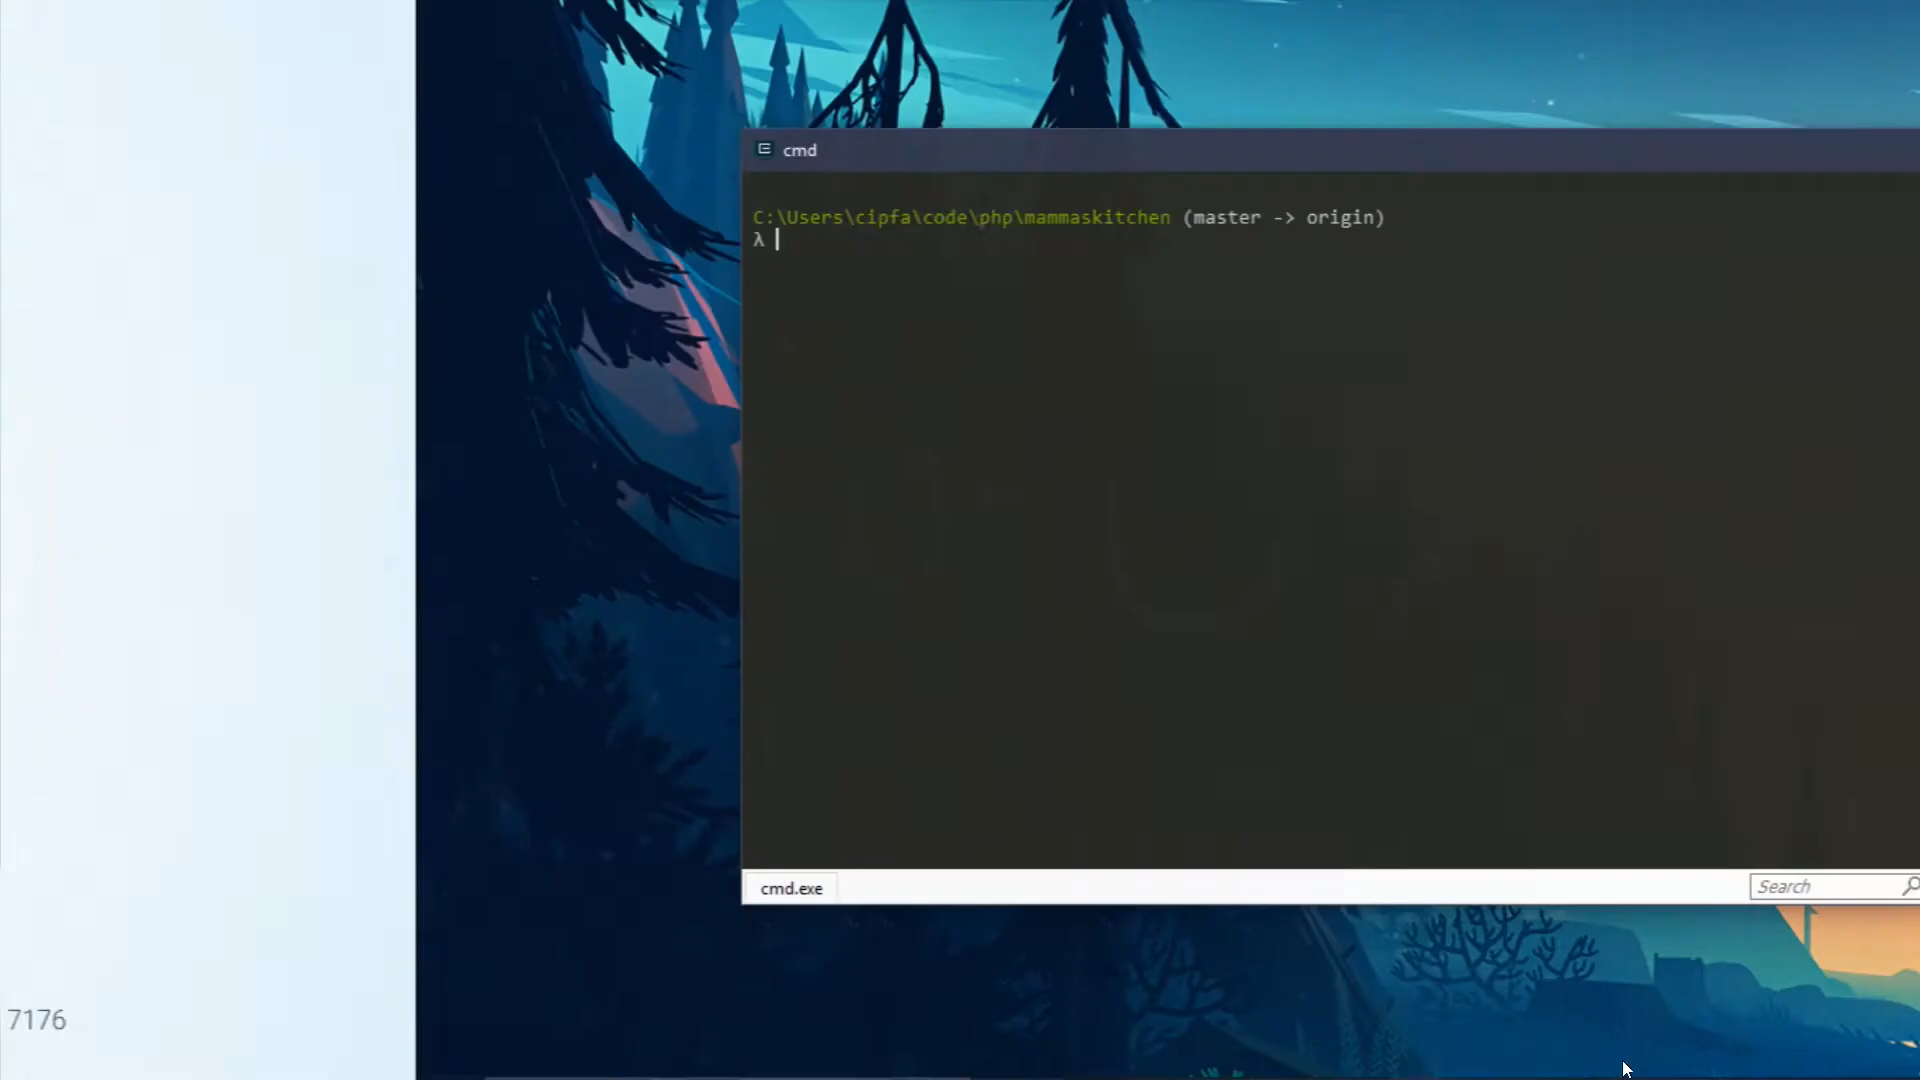 cmd
C:\Users\cipfa\code\php\mammaskitchen (master -> origin)
λ
cmd.exe
Search
7176